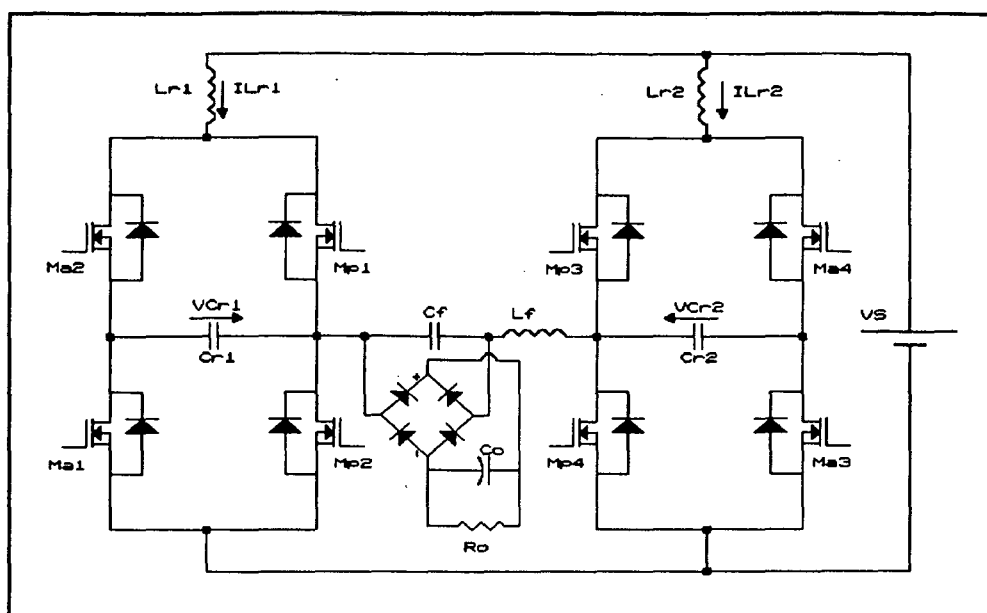 Lr1 ILr1 Lr2 ILr2
Ma2 Mp1 Mp3 Ma4
VCr1 Cf Lf VCr2 VS
Cr1 Cr2
+
Ma1 Mp2 Mp4 Ma3
-
Co
Ro